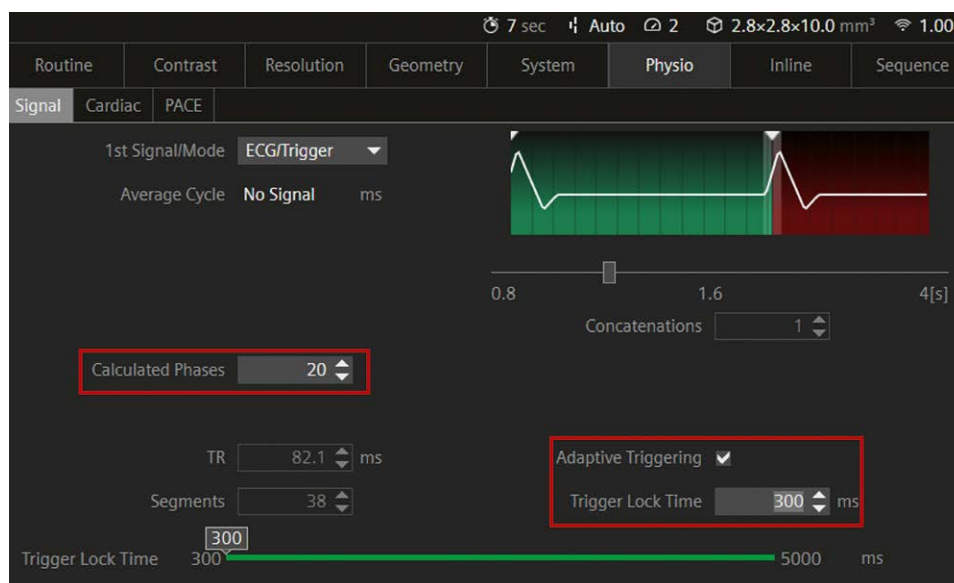 7 sec Auto 2 2.8×2.8×10.0 mm³ 1.00
Routine Contrast Resolution Geometry System Physio Inline Sequence
Signal Cardiac PACE
1st Signal/Mode ECG/Trigger
Average Cycle No Signal ms
0.8 1.6 4[s]
Concatenations 1
Calculated Phases 20
TR 82.1 ms
Adaptive Triggering
Segments 38
Trigger Lock Time 300 ms
300
Trigger Lock Time 300 5000 ms